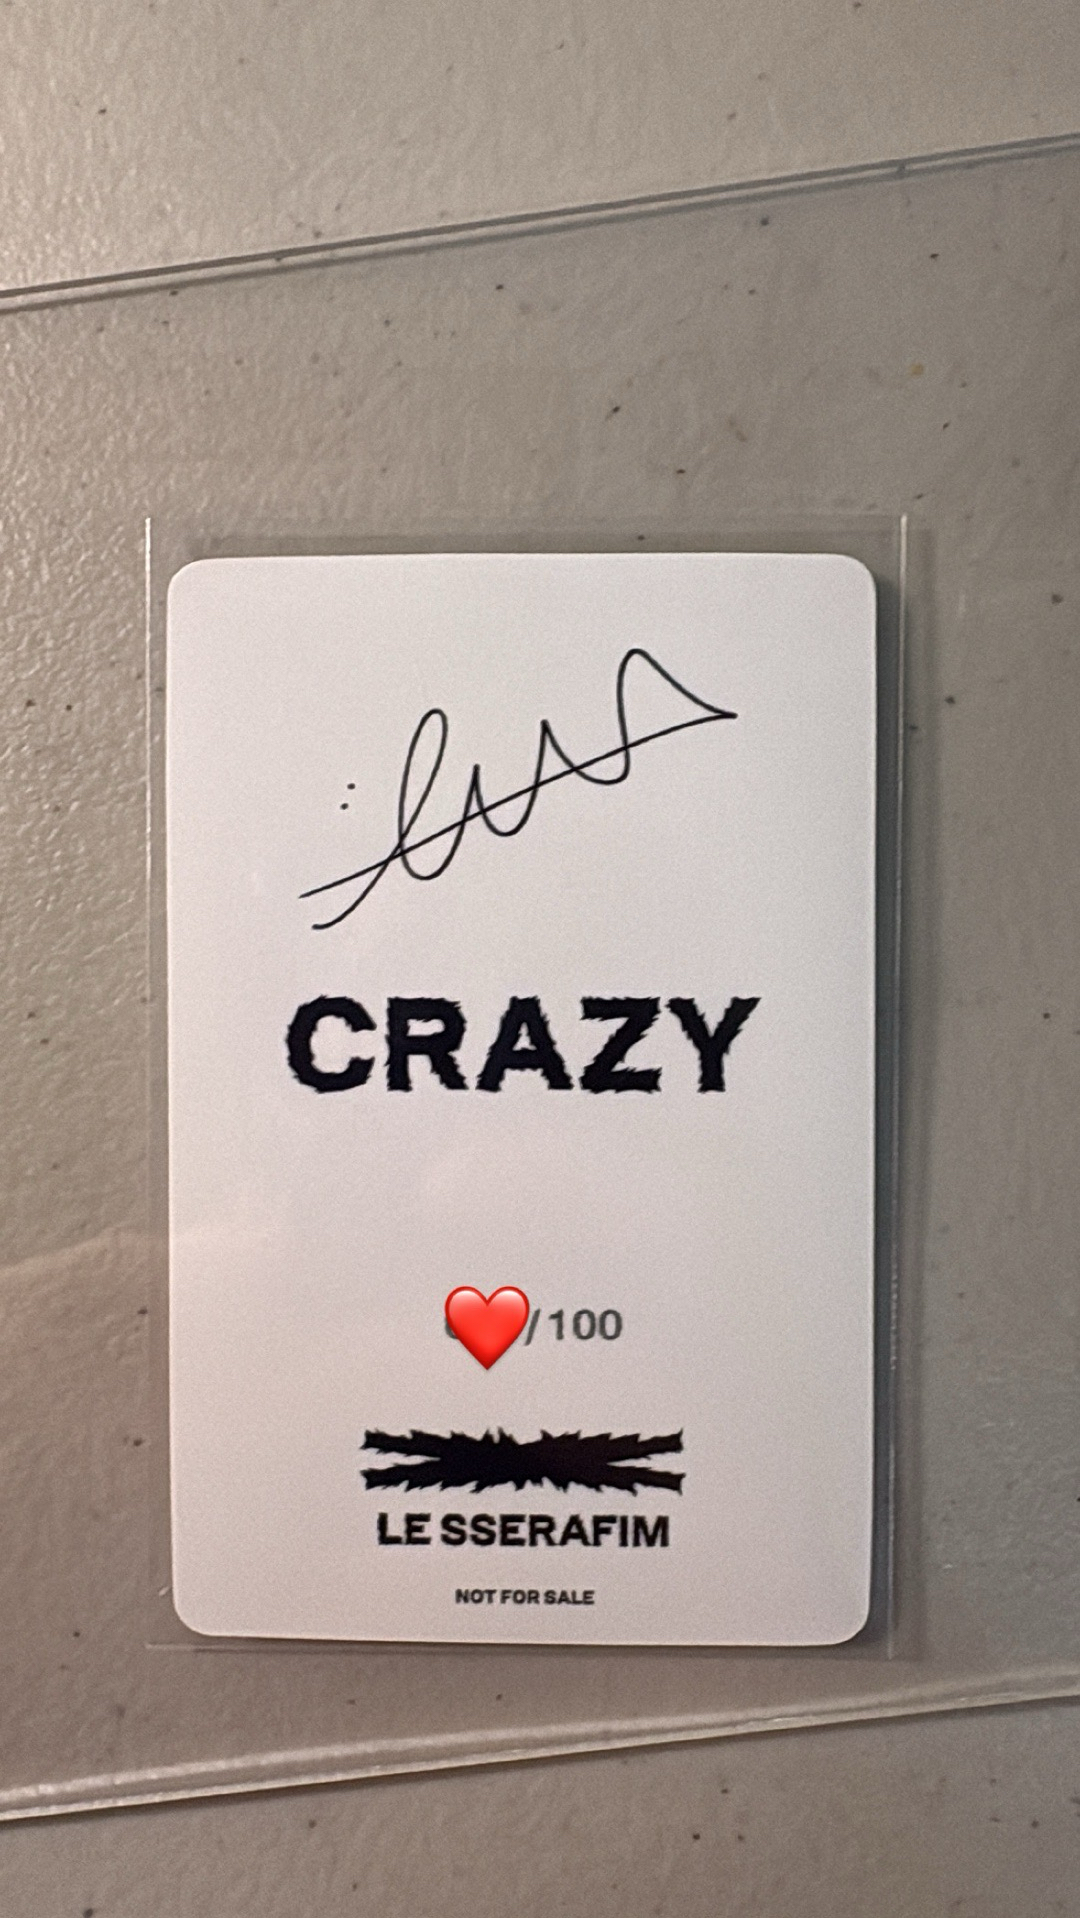 CRAZY
/100
LE SSERAFIM
NOT FOR SALE